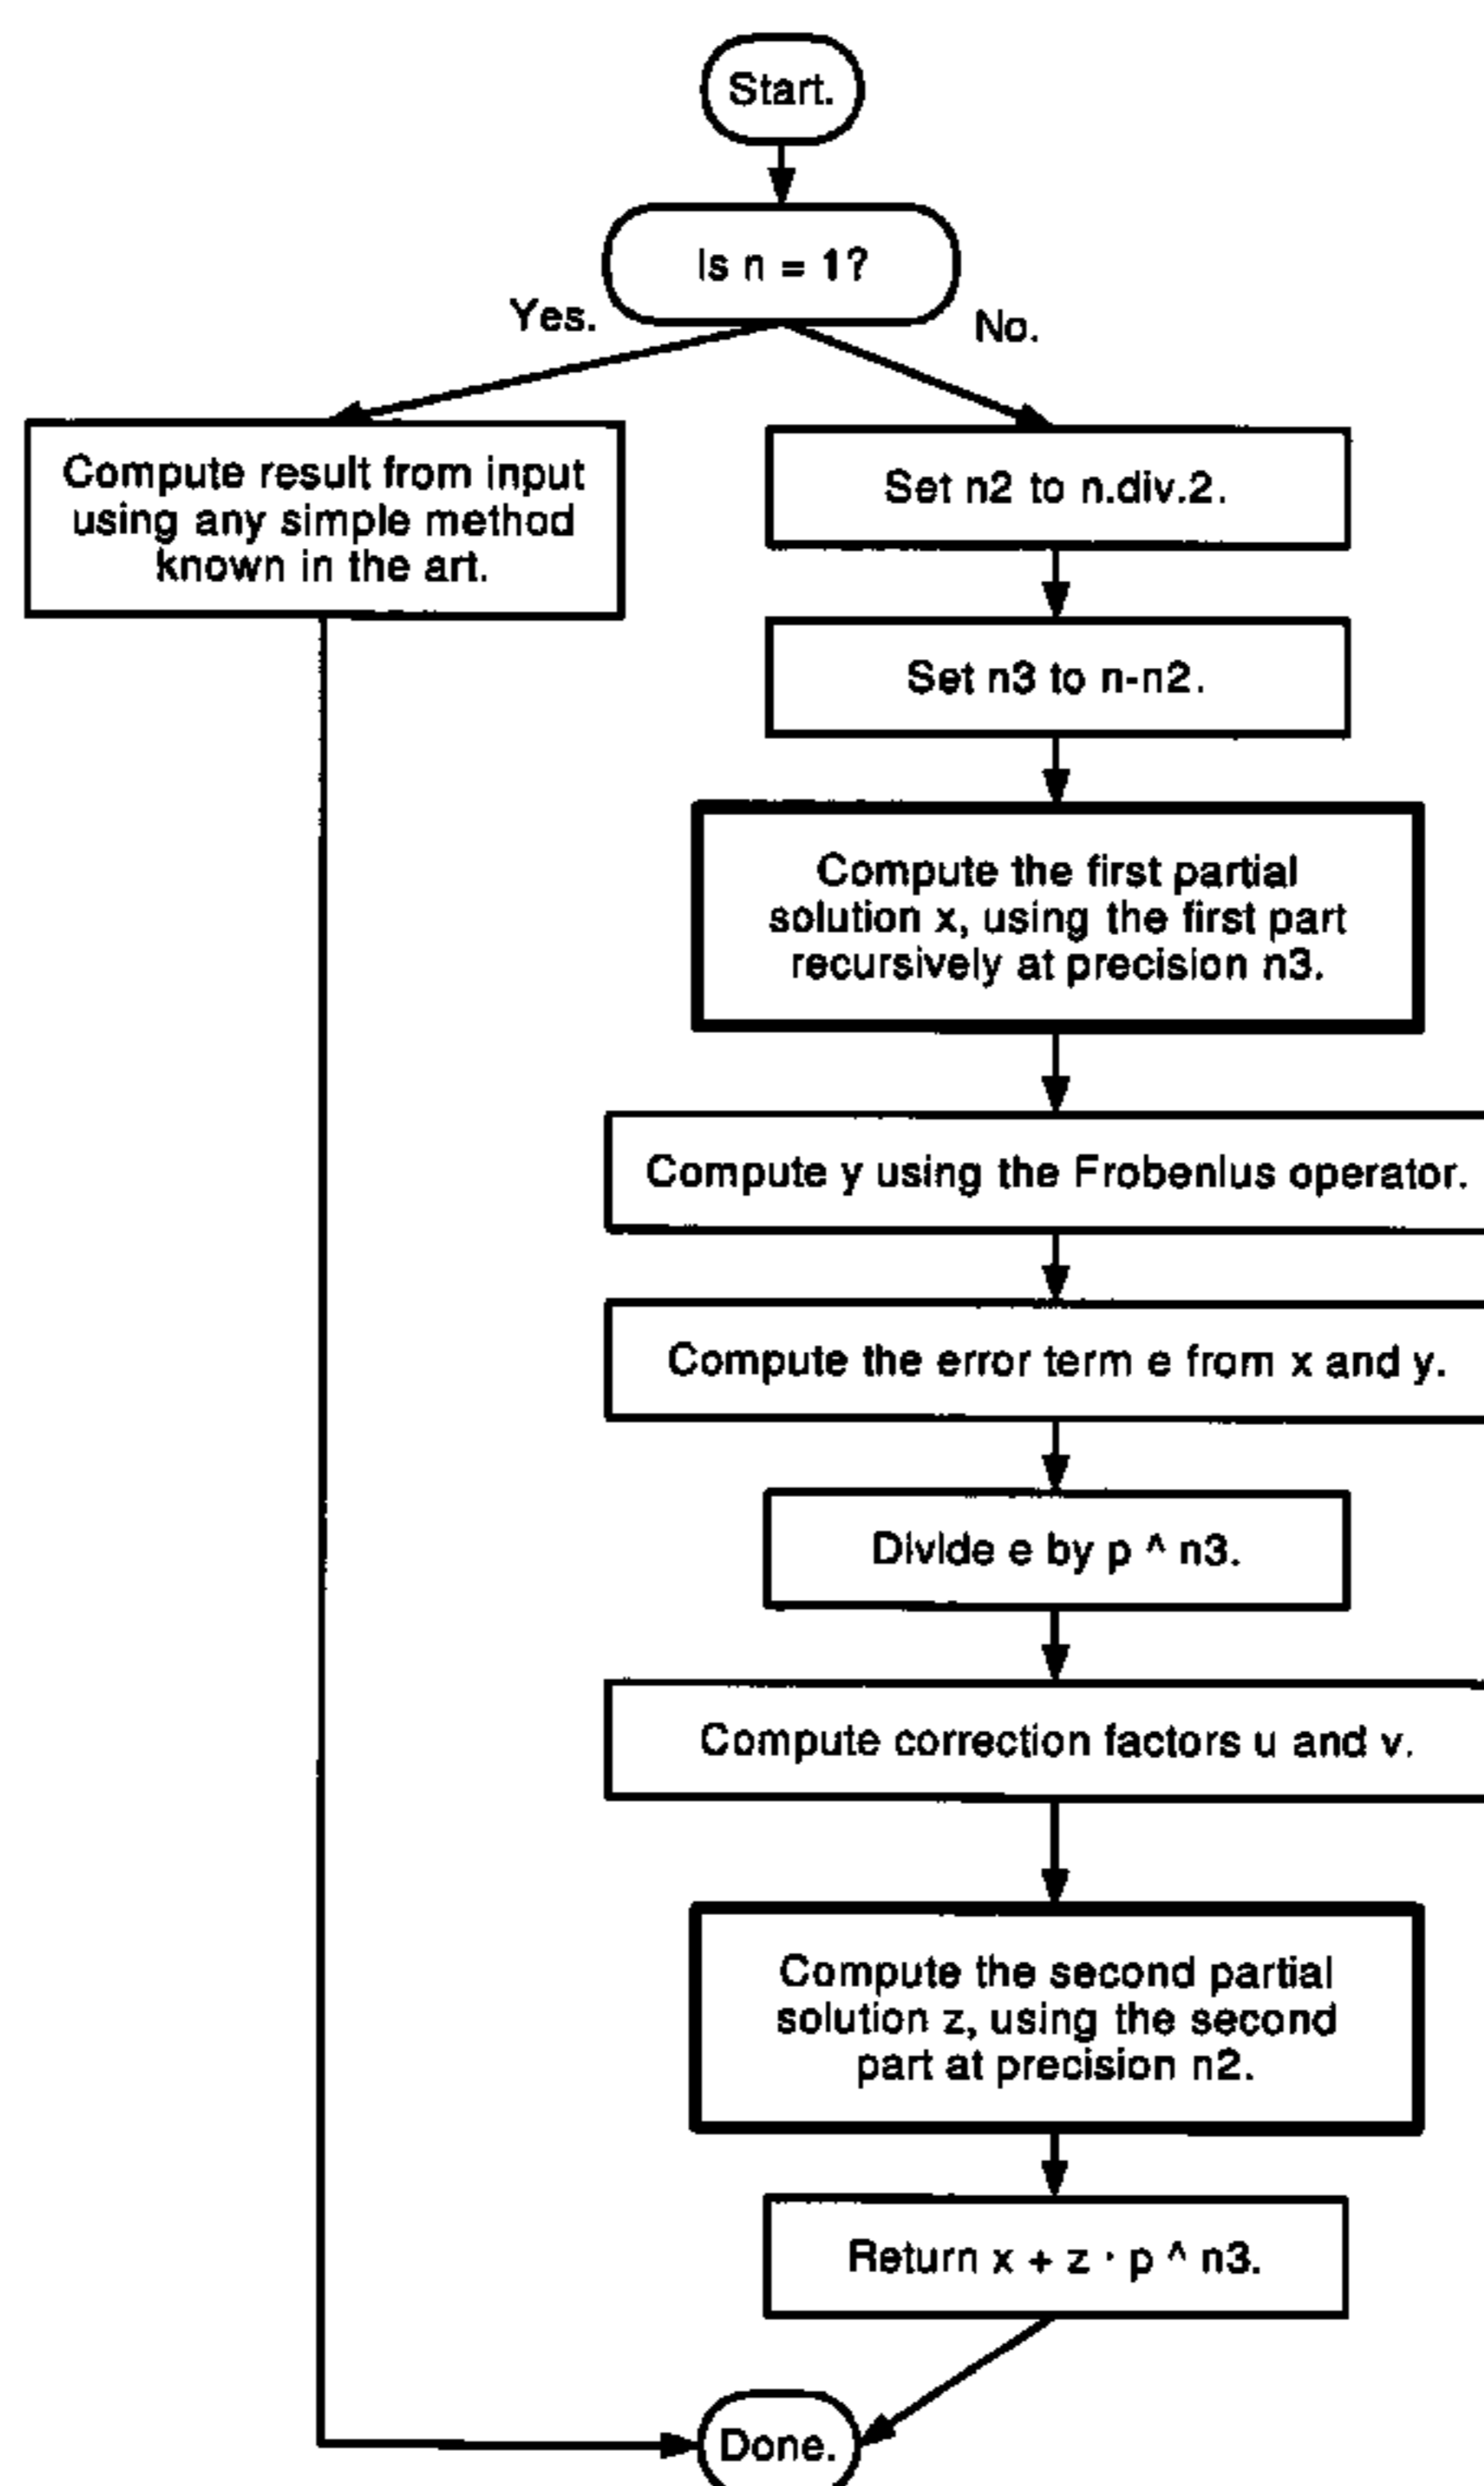 Start.
Is n = 1?
Yes.
No.
Compute result from input
using any simple method
known in the art.
Set n2 to n.div.2.
Set n3 to n-n2.
Compute the first partial
solution x, using the first part
recursively at precision n3.
Compute y using the Frobenius operator.
Compute the error term e from x and y.
Divide e by p ^ n3.
Compute correction factors u and v.
Compute the second partial
solution z, using the second
part at precision n2.
Return x + z · p ^ n3.
Done.